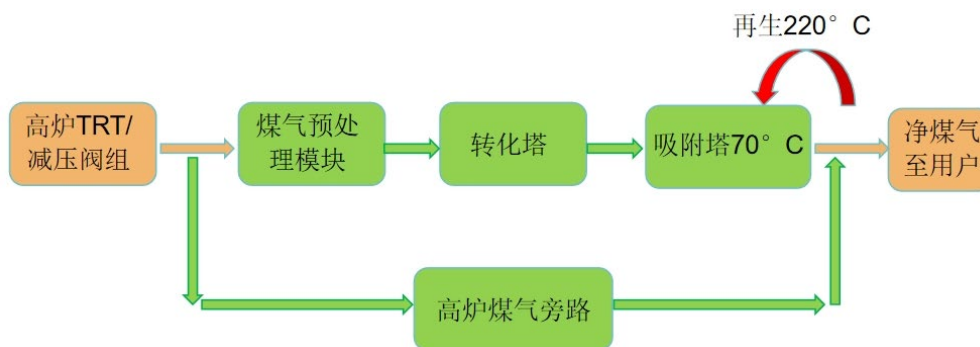 再生220°C
高炉TRT/
减压阀组
煤气预处
理模块
转化塔
吸附塔70°C
净煤气
至用户
高炉煤气旁路